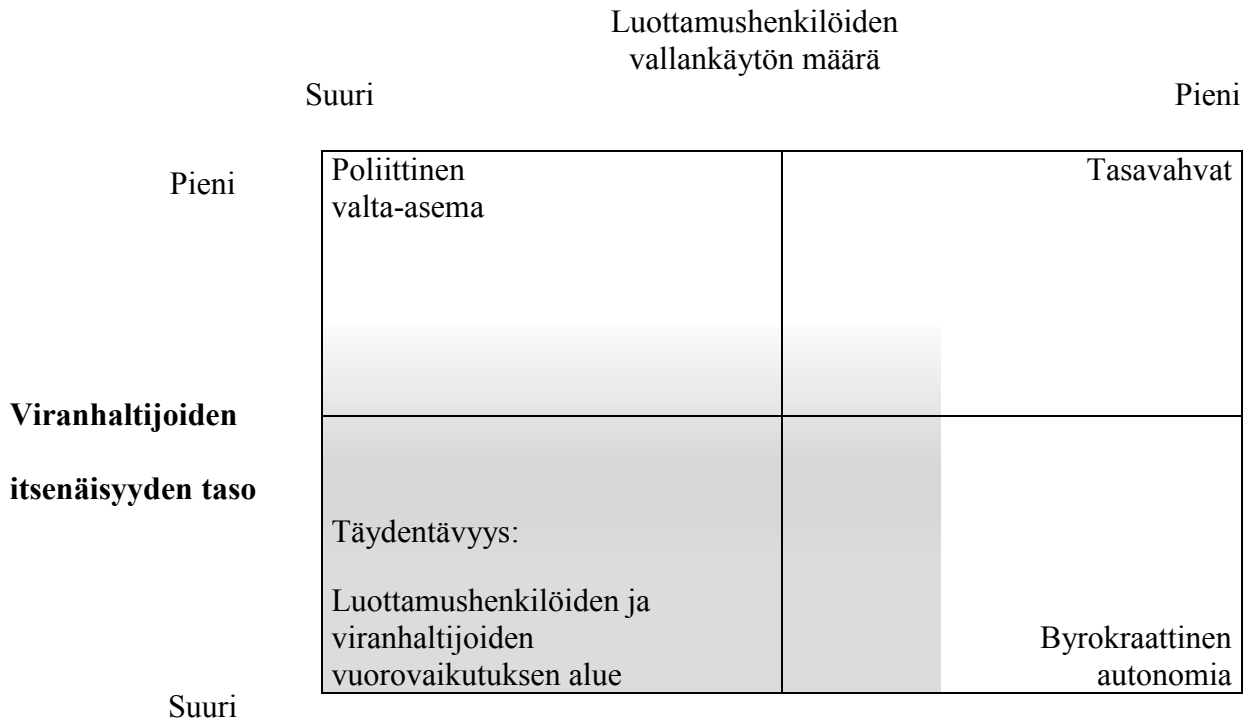 Luottamushenkilöiden
vallankäytön määrä
Suuri
Pieni
Pieni
Poliittinen
valta-asema
Tasavahvat
Viranhaltijoiden
itsenäisyyden taso
Täydentävyys:
Luottamushenkilöiden ja
viranhaltijoiden
vuorovaikutuksen alue
Byrokraattinen
autonomia
Suuri